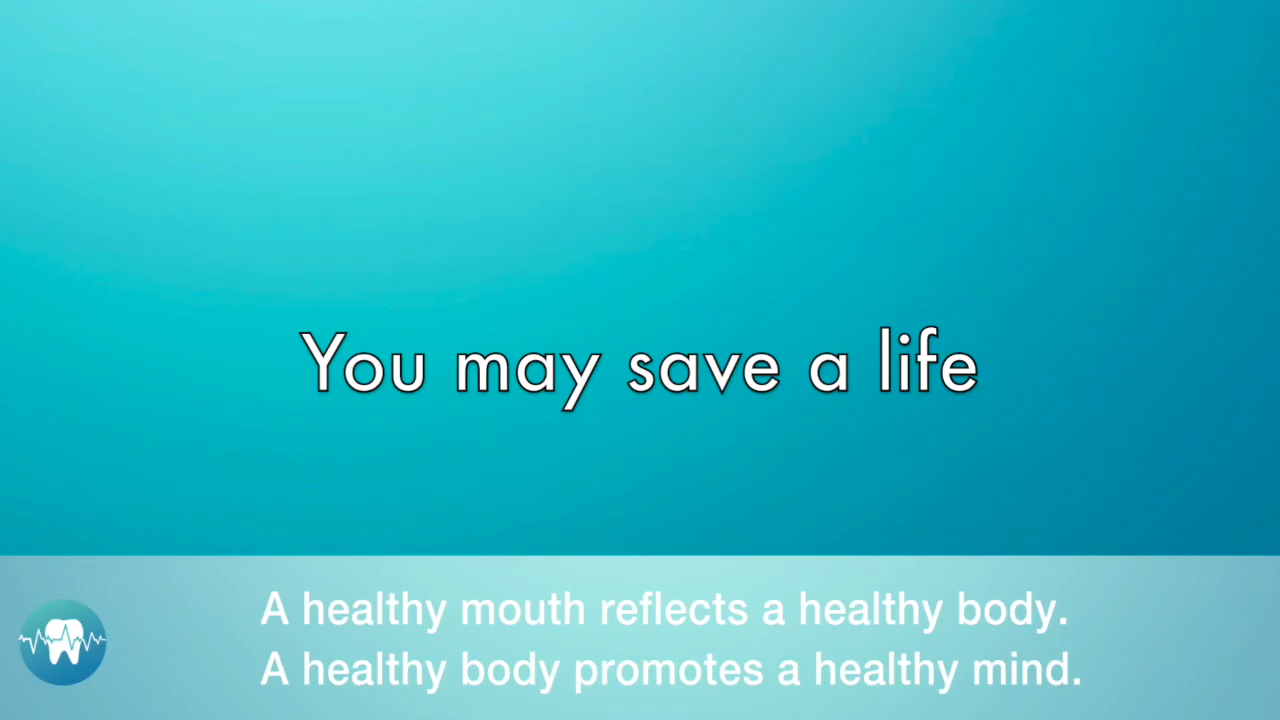 You may save a life
A healthy mouth reflects a healthy body.
A healthy body promotes a healthy mind.